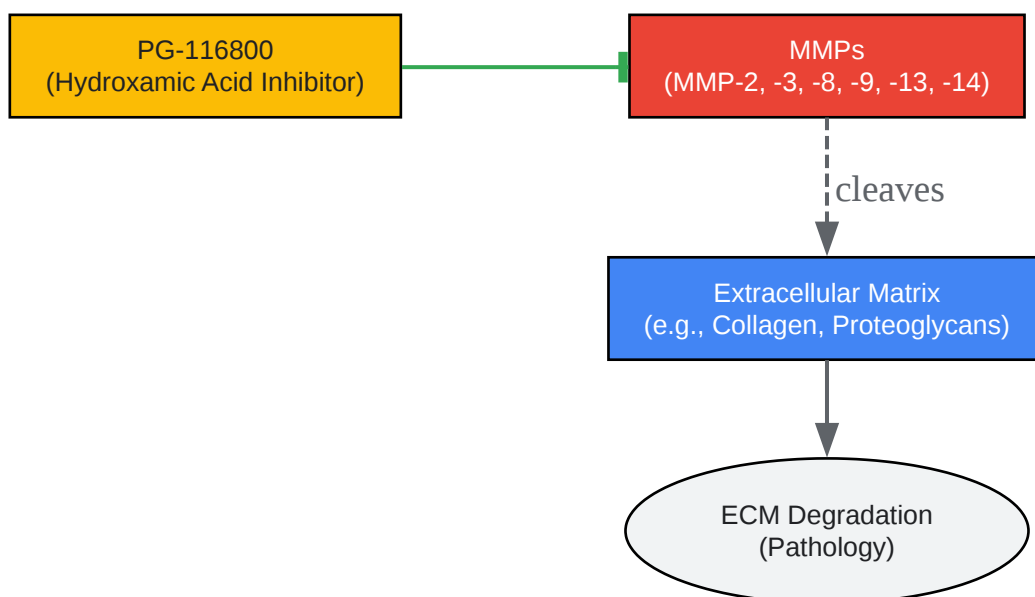 PG-116800
(Hydroxamic Acid Inhibitor)
MMPs
(MMP-2, -3, -8, -9, -13, -14)
cleaves
Extracellular Matrix
(e.g., Collagen, Proteoglycans)
ECM Degradation
(Pathology)